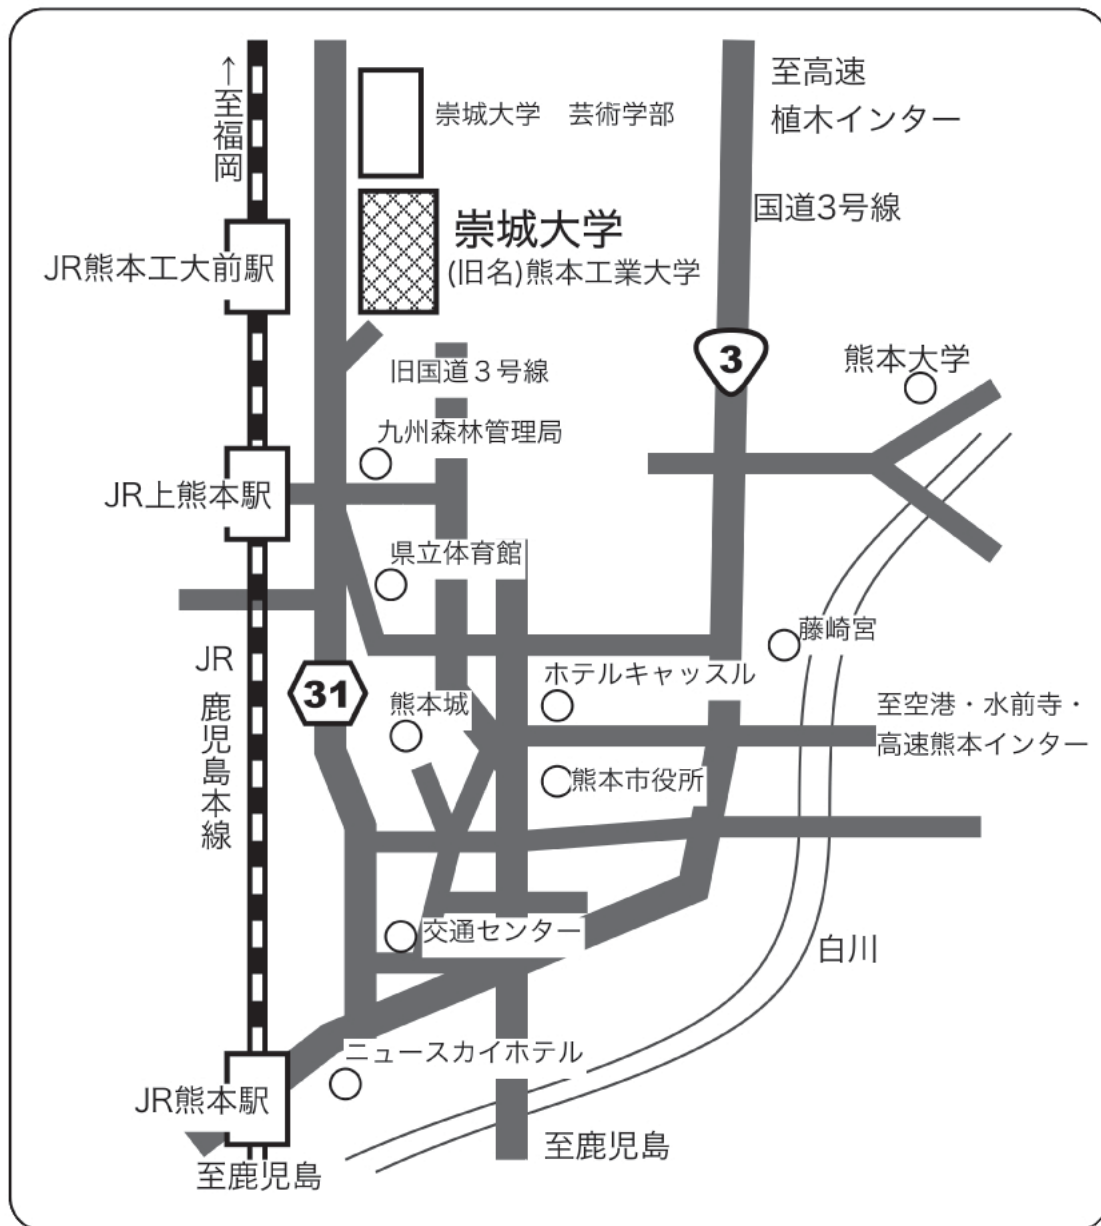 ↑至福岡
崇城大学　芸術学部
至高速
植木インター
崇城大学
(旧名)熊本工業大学
国道3号線
JR熊本工大前駅
旧国道３号線
3
熊本大学
九州森林管理局
JR上熊本駅
県立体育館
藤崎宮
JR
鹿児島本線
31
ホテルキャッスル
熊本城
至空港・水前寺・
高速熊本インター
熊本市役所
交通センター
白川
ニュースカイホテル
JR熊本駅
至鹿児島
至鹿児島